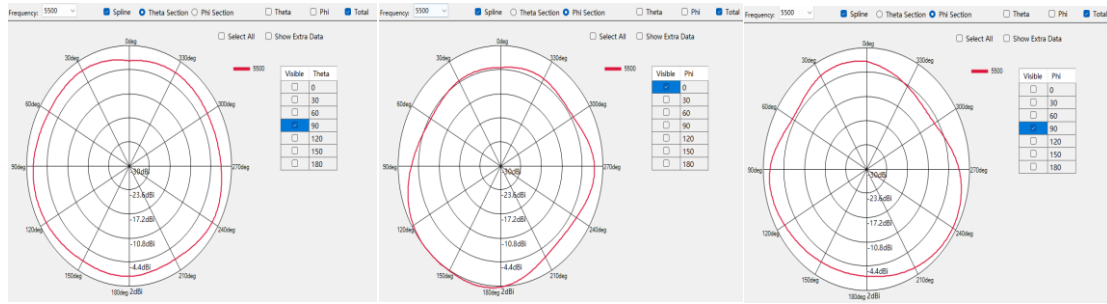 Frequency: 5500 Spline Theta Section Phi Section Theta Phi Total
Select All Show Extra Data
0deg
30deg 330deg
5500
Visible Theta
0
30
60
90
120
150
180
60deg 300deg
90deg 270deg
-30dBi
-23.6dBi
-17.2dBi
-10.8dBi
-4.4dBi
120deg 240deg
150deg 210deg
180deg 2dBi
Frequency: 5500 Spline Theta Section Phi Section Theta Phi Total
Select All Show Extra Data
0deg
30deg 330deg
5500
Visible Phi
0
30
60
90
120
150
180
60deg 300deg
90deg 270deg
-30dBi
-23.6dBi
-17.2dBi
-10.8dBi
-4.4dBi
120deg 240deg
150deg 210deg
180deg 2dBi
Frequency: 5500 Spline Theta Section Phi Section Theta Phi Total
Select All Show Extra Data
0deg
30deg 330deg
5500
Visible Phi
0
30
60
90
120
150
180
60deg 300deg
90deg 270deg
-30dBi
-23.6dBi
-17.2dBi
-10.8dBi
-4.4dBi
120deg 240deg
150deg 210deg
180deg 2dBi